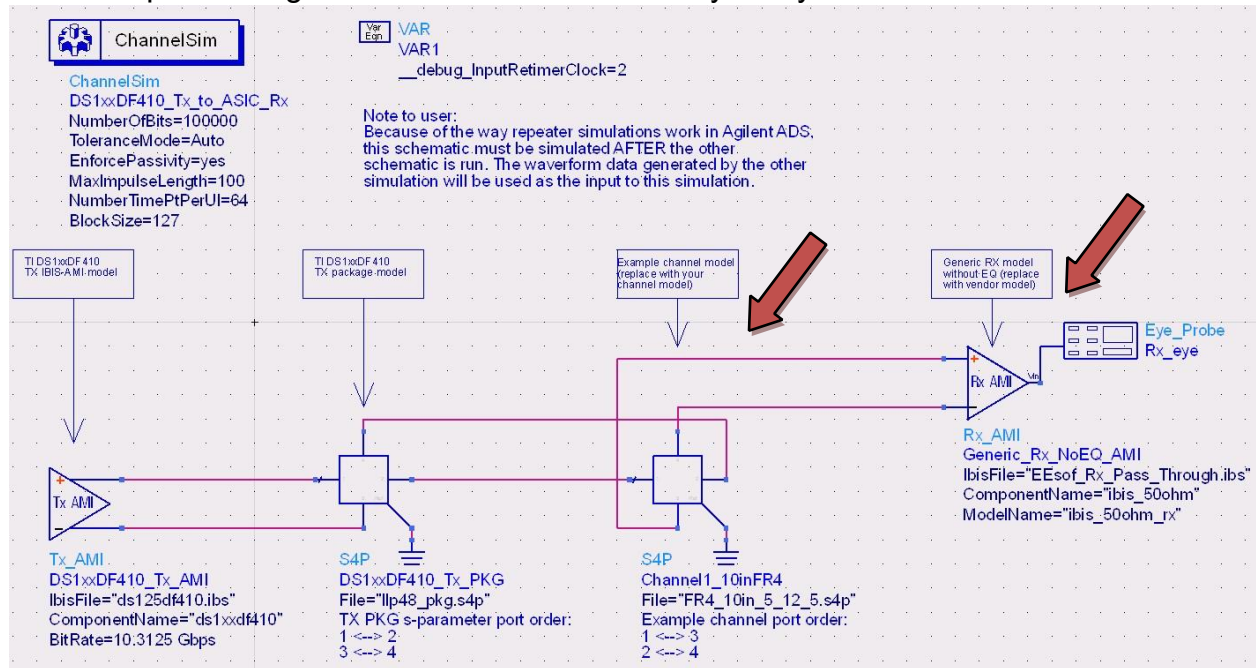 ChannelSim
ChannelSim
DS1xxDF410_Tx_to_ASIC_Rx
NumberOfBits=100000
ToleranceMode=Auto
EnforcePassivity=yes
MaxImpulseLength=100
NumberTimePtPerUI=64
BlockSize=127
Var
Eqn
VAR
VAR1
__debug_InputRetimerClock=2
Note to user:
Because of the way repeater simulations work in Agilent ADS,
this schematic must be simulated AFTER the other
schematic is run. The waveform data generated by the other
simulation will be used as the input to this simulation.
TI DS1xxDF410
TX IBIS-AMI model
TI DS1xxDF410
TX package model
Example channel model
(replace with your
channel model)
Generic RX model
without EQ (replace
with vendor model)
Eye_Probe
Rx_eye
Rx AMI
Rx_AMI
Generic_Rx_NoEQ_AMI
IbisFile="EEsof_Rx_Pass_Through.ibs"
ComponentName="ibis_50ohm"
ModelName="ibis_50ohm_rx"
Tx AMI
Tx_AMI
DS1xxDF410_Tx_AMI
IbisFile="ds125df410.ibs"
ComponentName="ds1xxdf410"
BitRate=10.3125 Gbps
S4P
DS1xxDF410_Tx_PKG
File="llp48_pkg.s4p"
TX PKG s-parameter port order:
1 <--> 2
3 <--> 4
S4P
Channel1_10inFR4
File="FR4_10in_5_12_5.s4p"
Example channel port order:
1 <--> 3
2 <--> 4